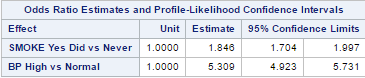 Odds Ratio Estimates and Profile-Likelihood Confidence Intervals
Effect Unit Estimate 95% Confidence Limits
SMOKE Yes Did vs Never 1.0000 1.846 1.704 1.997
BP High vs Normal 1.0000 5.309 4.923 5.731